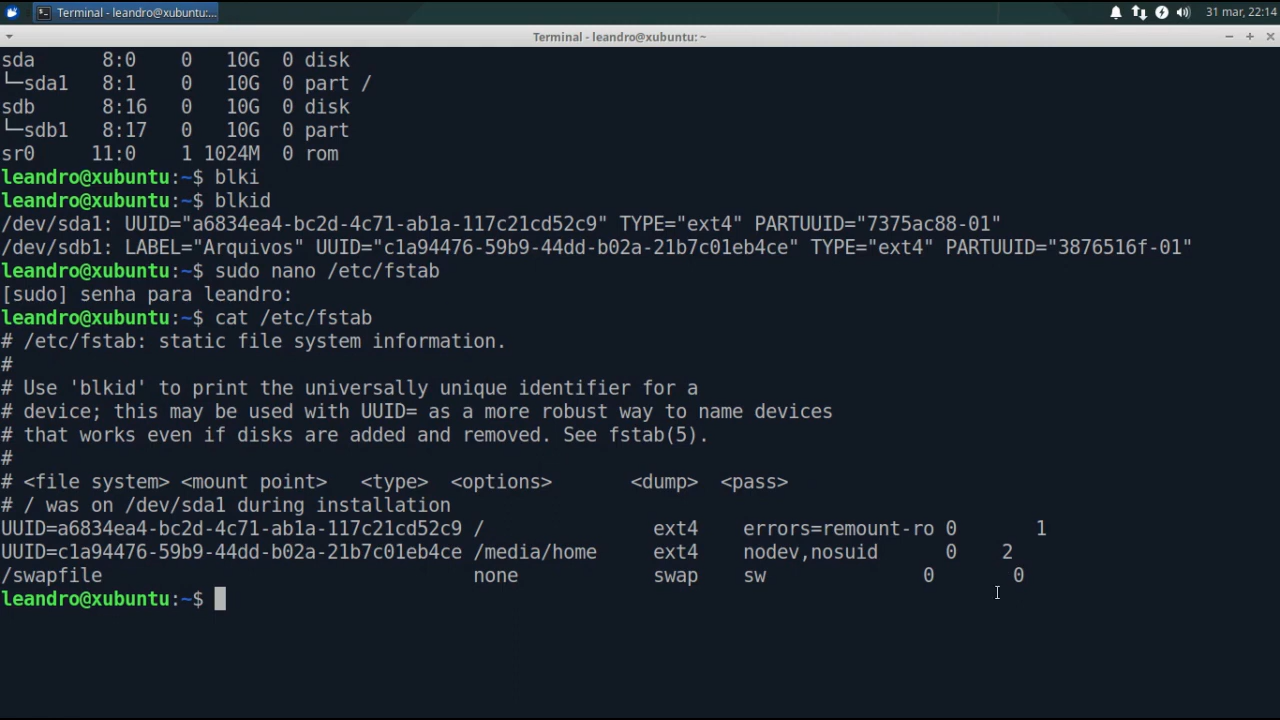 Terminal - leandro@xubuntu:...
31 mar, 22:14
Terminal - leandro@xubuntu: ~
sda 8:0 0 10G 0 disk
└─sda1 8:1 0 10G 0 part /
sdb 8:16 0 10G 0 disk
└─sdb1 8:17 0 10G 0 part
sr0 11:0 1 1024M 0 rom
leandro@xubuntu:~$ blki
leandro@xubuntu:~$ blkid
/dev/sda1: UUID="a6834ea4-bc2d-4c71-ab1a-117c21cd52c9" TYPE="ext4" PARTUUID="7375ac88-01"
/dev/sdb1: LABEL="Arquivos" UUID="c1a94476-59b9-44dd-b02a-21b7c01eb4ce" TYPE="ext4" PARTUUID="3876516f-01"
leandro@xubuntu:~$ sudo nano /etc/fstab
[sudo] senha para leandro:
leandro@xubuntu:~$ cat /etc/fstab
# /etc/fstab: static file system information.
#
# Use 'blkid' to print the universally unique identifier for a
# device; this may be used with UUID= as a more robust way to name devices
# that works even if disks are added and removed. See fstab(5).
#
# <file system> <mount point> <type> <options> <dump> <pass>
# / was on /dev/sda1 during installation
UUID=a6834ea4-bc2d-4c71-ab1a-117c21cd52c9 / ext4 errors=remount-ro 0 1
UUID=c1a94476-59b9-44dd-b02a-21b7c01eb4ce /media/home ext4 nodev,nosuid 0 2
/swapfile none swap sw 0 0
leandro@xubuntu:~$